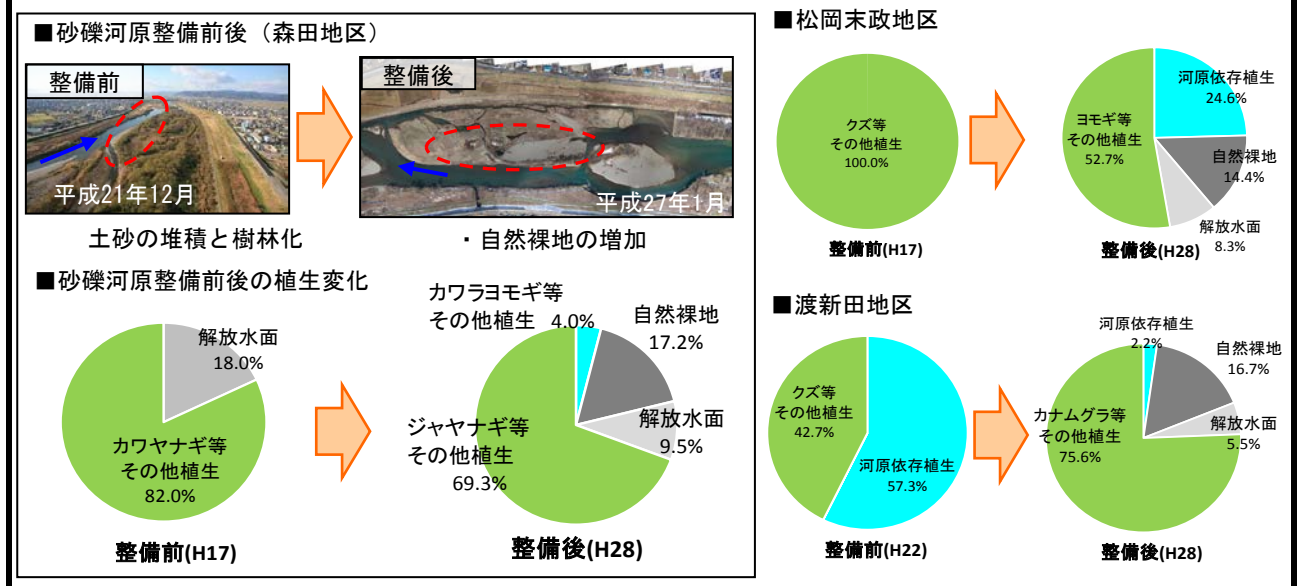 ■砂礫河原整備前後（森田地区）
整備前
平成21年12月
整備後
平成27年1月
土砂の堆積と樹林化
・自然裸地の増加
■砂礫河原整備前後の植生変化
解放水面
18.0%
カワヤナギ等
その他植生
82.0%
整備前(H17)
カワラヨモギ等
その他植生 4.0%
自然裸地
17.2%
解放水面
9.5%
ジャヤナギ等
その他植生
69.3%
整備後(H28)
■松岡末政地区
クズ等
その他植生
100.0%
整備前(H17)
河原依存植生
24.6%
ヨモギ等
その他植生
52.7%
自然裸地
14.4%
解放水面
8.3%
整備後(H28)
■渡新田地区
クズ等
その他植生
42.7%
河原依存植生
57.3%
整備前(H22)
河原依存植生
2.2%
自然裸地
16.7%
解放水面
5.5%
カナムグラ等
その他植生
75.6%
整備後(H28)